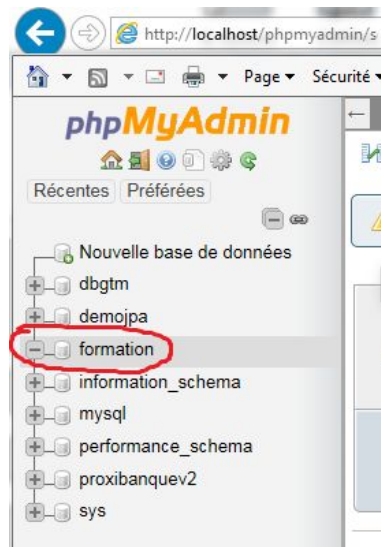 http://localhost/phpmyadmin/s
Page Sécurité
phpMyAdmin
Récentes Préférées
Nouvelle base de données
dbgtm
demojpa
formation
information_schema
mysql
performance_schema
proxibanquev2
sys